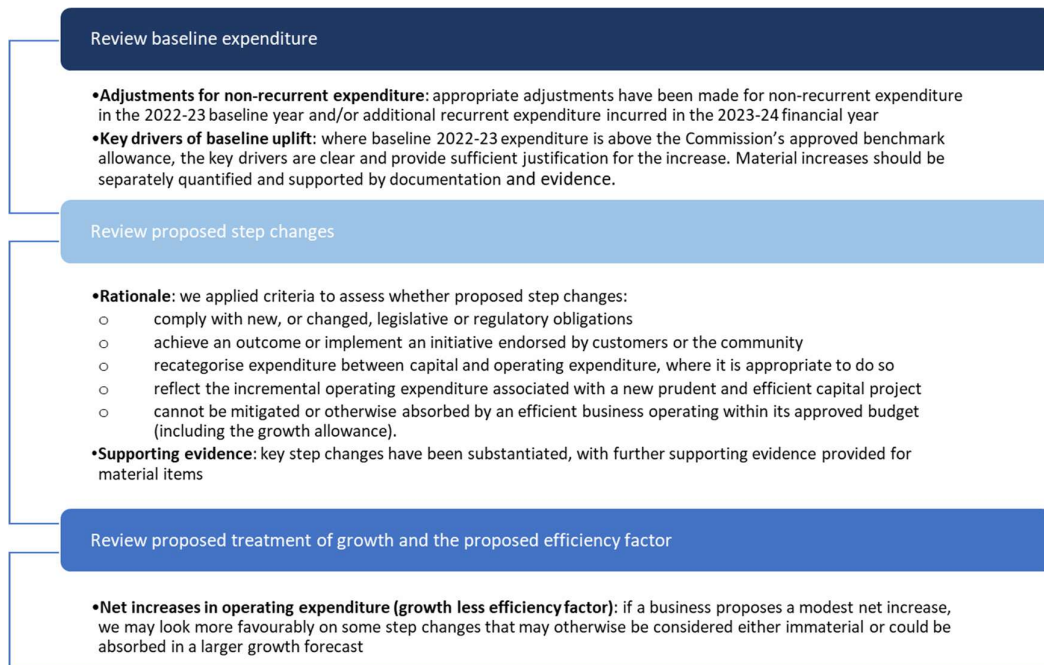 Review baseline expenditure
•Adjustments for non-recurrent expenditure: appropriate adjustments have been made for non-recurrent expenditure
in the 2022-23 baseline year and/or additional recurrent expenditure incurred in the 2023-24 financial year
•Key drivers of baseline uplift: where baseline 2022-23 expenditure is above the Commission’s approved benchmark
allowance, the key drivers are clear and provide sufficient justification for the increase. Material increases should be
separately quantified and supported by documentation and evidence.
Review proposed step changes
•Rationale: we applied criteria to assess whether proposed step changes:
o comply with new, or changed, legislative or regulatory obligations
o achieve an outcome or implement an initiative endorsed by customers or the community
o recategorise expenditure between capital and operating expenditure, where it is appropriate to do so
o reflect the incremental operating expenditure associated with a new prudent and efficient capital project
o cannot be mitigated or otherwise absorbed by an efficient business operating within its approved budget
(including the growth allowance).
•Supporting evidence: key step changes have been substantiated, with further supporting evidence provided for
material items
Review proposed treatment of growth and the proposed efficiency factor
•Net increases in operating expenditure (growth less efficiency factor): if a business proposes a modest net increase,
we may look more favourably on some step changes that may otherwise be considered either immaterial or could be
absorbed in a larger growth forecast